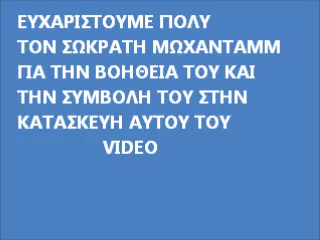 ΕΥΧΑΡΙΣΤΟΥΜΕ ΠΟΛΥ
ΤΟΝ ΣΩΚΡΑΤΗ ΜΩΧΑΝΤΑΜΜ
ΓΙΑ ΤΗΝ ΒΟΗΘΕΙΑ ΤΟΥ ΚΑΙ
ΤΗΝ ΣΥΜΒΟΛΗ ΤΟΥ ΣΤΗΝ
ΚΑΤΑΣΚΕΥΗ ΑΥΤΟΥ ΤΟΥ
VIDEO